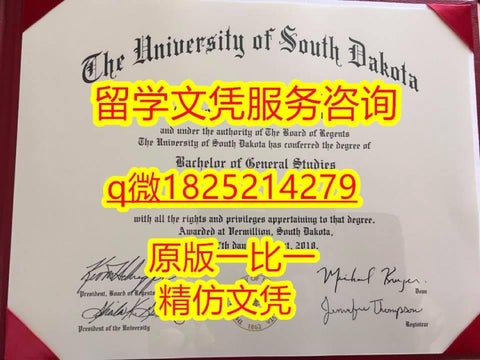 The University of South Dakota
留学文凭服务咨询
and under the authority of The Board of Regents
The University of South Dakota has conferred the degree of
Bachelor of General Studies
q微1825214279
with all the rights and privileges appertaining to that degree.
Awarded at Vermillion, South Dakota,
2018.
原版一比一
精仿文凭
President, Board of Regents
Dean
President of the University
1862
Registrar